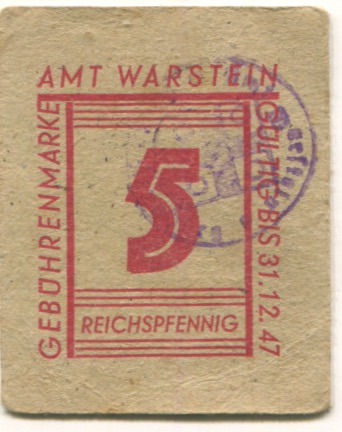 AMT WARSTEIN
GEBÜHRENMARKE
GÜLTIG BIS 31.12.47
5
REICHSPFENNIG